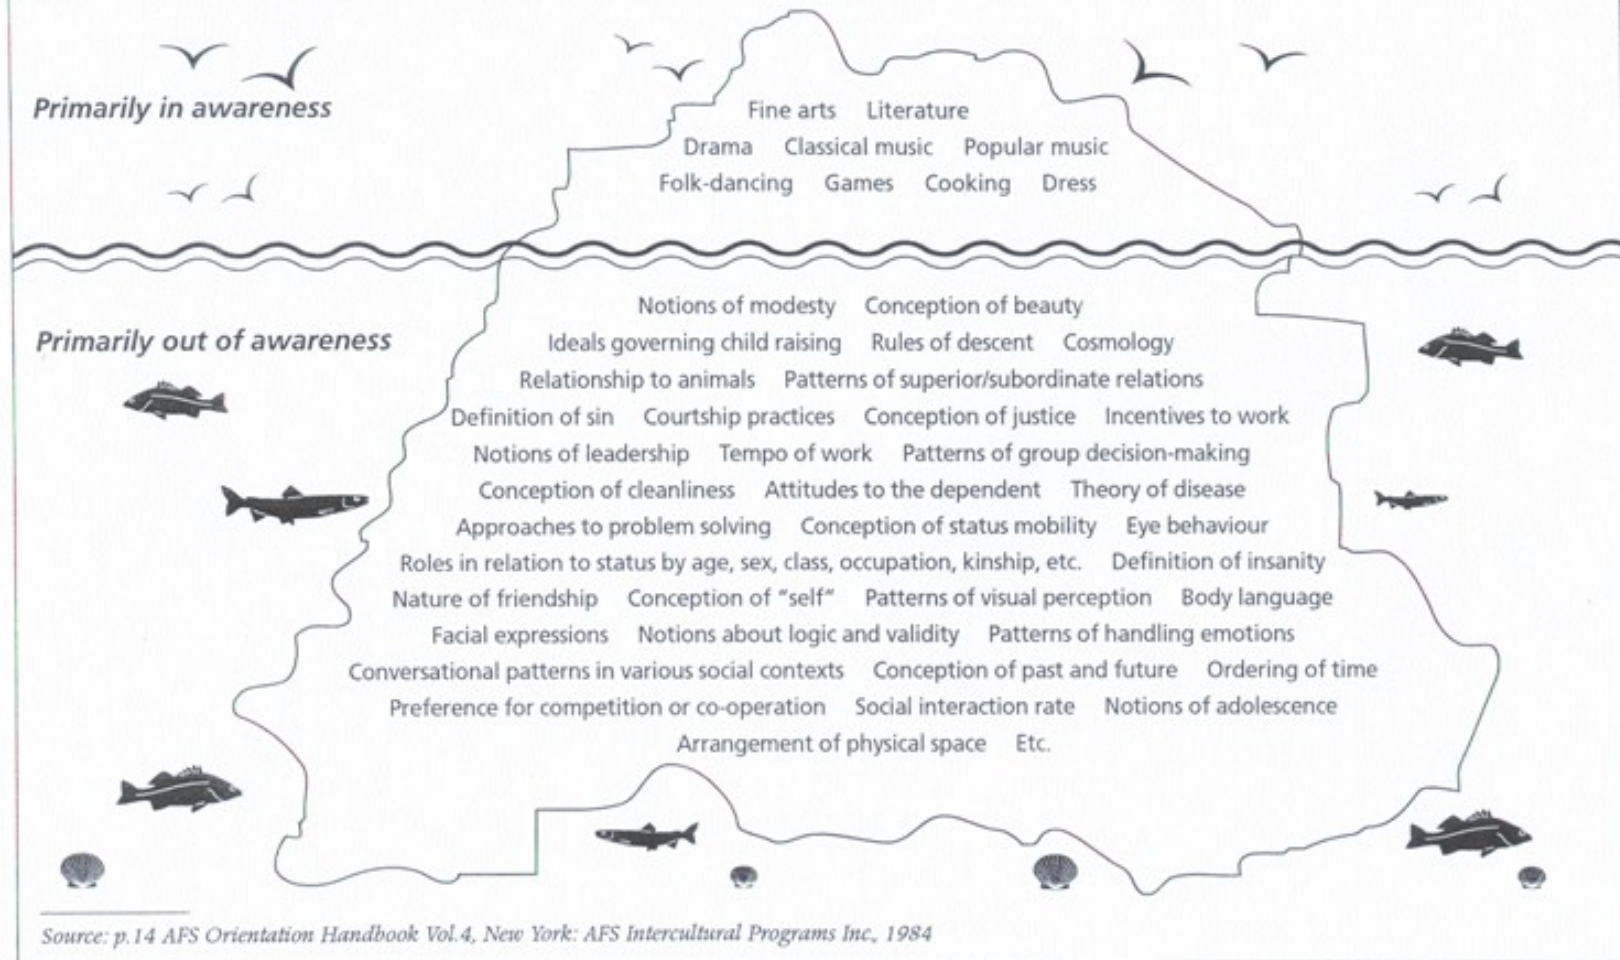 Primarily in awareness
Fine arts Literature
Drama Classical music Popular music
Folk-dancing Games Cooking Dress
Primarily out of awareness
Notions of modesty Conception of beauty
Ideals governing child raising Rules of descent Cosmology
Relationship to animals Patterns of superior/subordinate relations
Definition of sin Courtship practices Conception of justice Incentives to work
Notions of leadership Tempo of work Patterns of group decision-making
Conception of cleanliness Attitudes to the dependent Theory of disease
Approaches to problem solving Conception of status mobility Eye behaviour
Roles in relation to status by age, sex, class, occupation, kinship, etc. Definition of insanity
Nature of friendship Conception of "self" Patterns of visual perception Body language
Facial expressions Notions about logic and validity Patterns of handling emotions
Conversational patterns in various social contexts Conception of past and future Ordering of time
Preference for competition or co-operation Social interaction rate Notions of adolescence
Arrangement of physical space Etc.
Source: p.14 AFS Orientation Handbook Vol.4, New York: AFS Intercultural Programs Inc., 1984